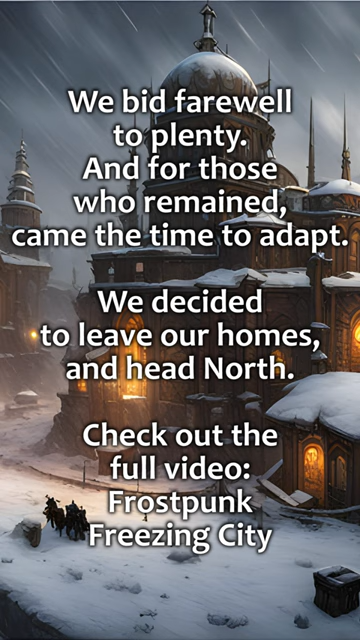 We bid farewell
to plenty.
And for those
who remained,
came the time to adapt.
We decided
to leave our homes,
and head North.
Check out the
full video:
Frostpunk
Freezing City